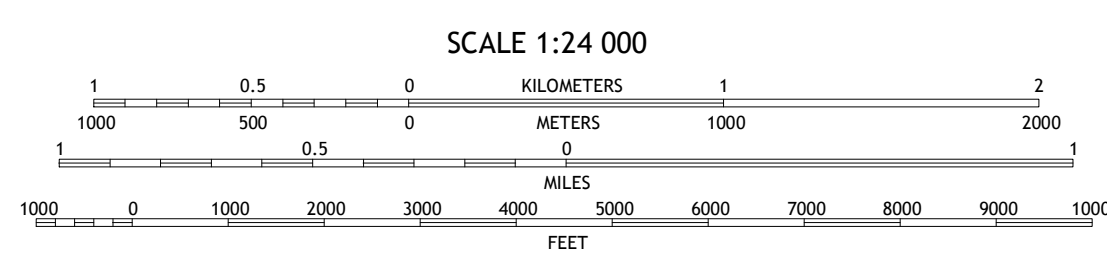 SCALE 1:24 000
1 0.5 0 KILOMETERS 1 2
1000 500 0 METERS 1000 2000
1 0.5 0 1
MILES
1000 0 1000 2000 3000 4000 5000 6000 7000 8000 9000 1000
FEET